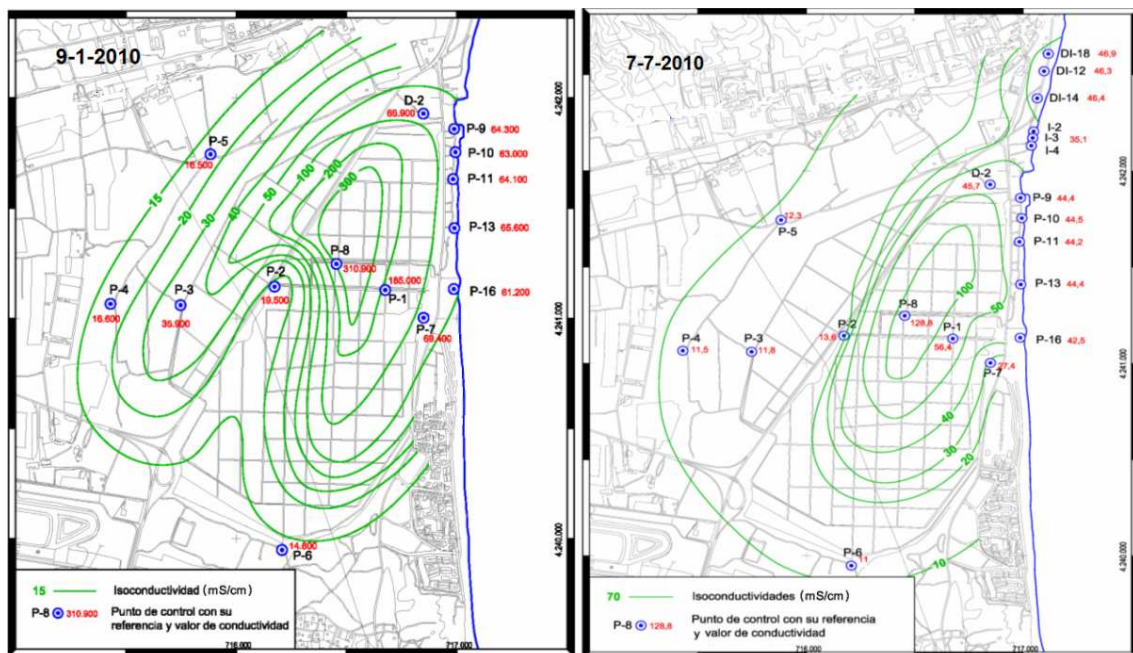 9-1-2010
D-2
66.900
P-9 64.300
P-10 63.000
P-11 64.100
P-13 65.600
P-16 61.200
P-5
16.500
P-8
310.900
P-2
19.500
185.000
P-1
P-7
69.400
P-4
16.600
P-3
35.900
14.600
P-6
15
20
30
40
50
100
200
300
4.242.000
4.241.000
4.240.000
716.000
717.000
15 Isoconductividad (mS/cm)
P-8 310.900 Punto de control con su
referencia y valor de conductividad
7-7-2010
DI-18 46,9
DI-12 46,3
DI-14 46,4
I-2
I-3 35,1
I-4
D-2
45,7
P-9 44,4
P-10 44,5
P-11 44,2
P-13 44,4
P-16 42,5
12,3
P-5
P-8
128,8
P-2
13,6
P-1
56,4
P-7
P-4
11,5
P-3
11,8
P-6
11
100
50
40
30
20
10
4.242.000
4.241.000
4.240.000
716.000
717.000
70 Isoconductividades (mS/cm)
P-8 128,8 Punto de control con su referencia
y valor de conductividad